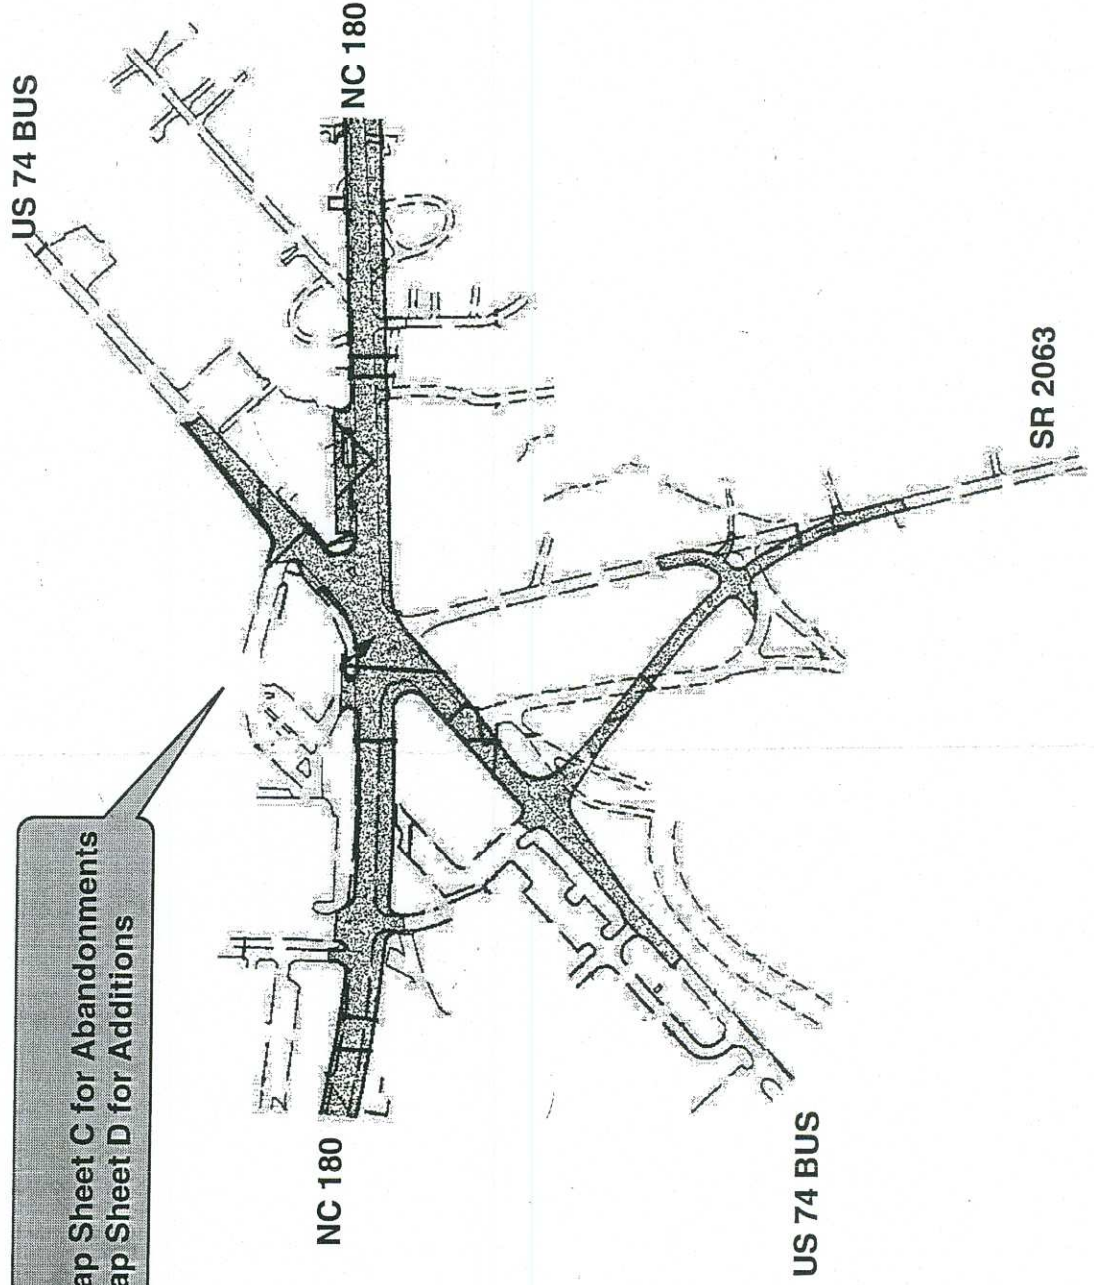 US 74 BUS
NC 180
SR 2063
ap Sheet C for Abandonments
ap Sheet D for Additions
NC 180
US 74 BUS